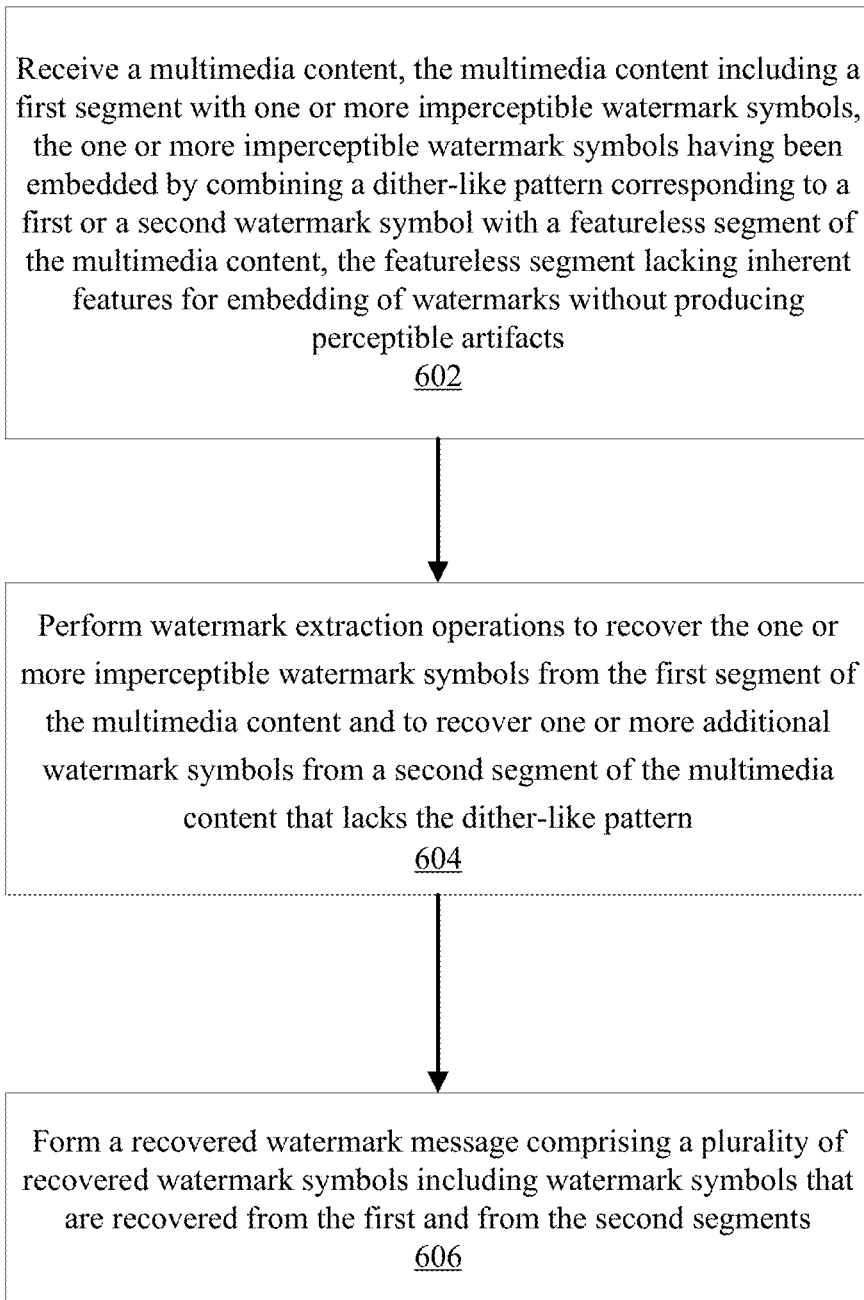 Receive a multimedia content, the multimedia content including a
first segment with one or more imperceptible watermark symbols,
the one or more imperceptible watermark symbols having been
embedded by combining a dither-like pattern corresponding to a
first or a second watermark symbol with a featureless segment of
the multimedia content, the featureless segment lacking inherent
features for embedding of watermarks without producing
perceptible artifacts
602
Perform watermark extraction operations to recover the one or
more imperceptible watermark symbols from the first segment of
the multimedia content and to recover one or more additional
watermark symbols from a second segment of the multimedia
content that lacks the dither-like pattern
604
Form a recovered watermark message comprising a plurality of
recovered watermark symbols including watermark symbols that
are recovered from the first and from the second segments
606